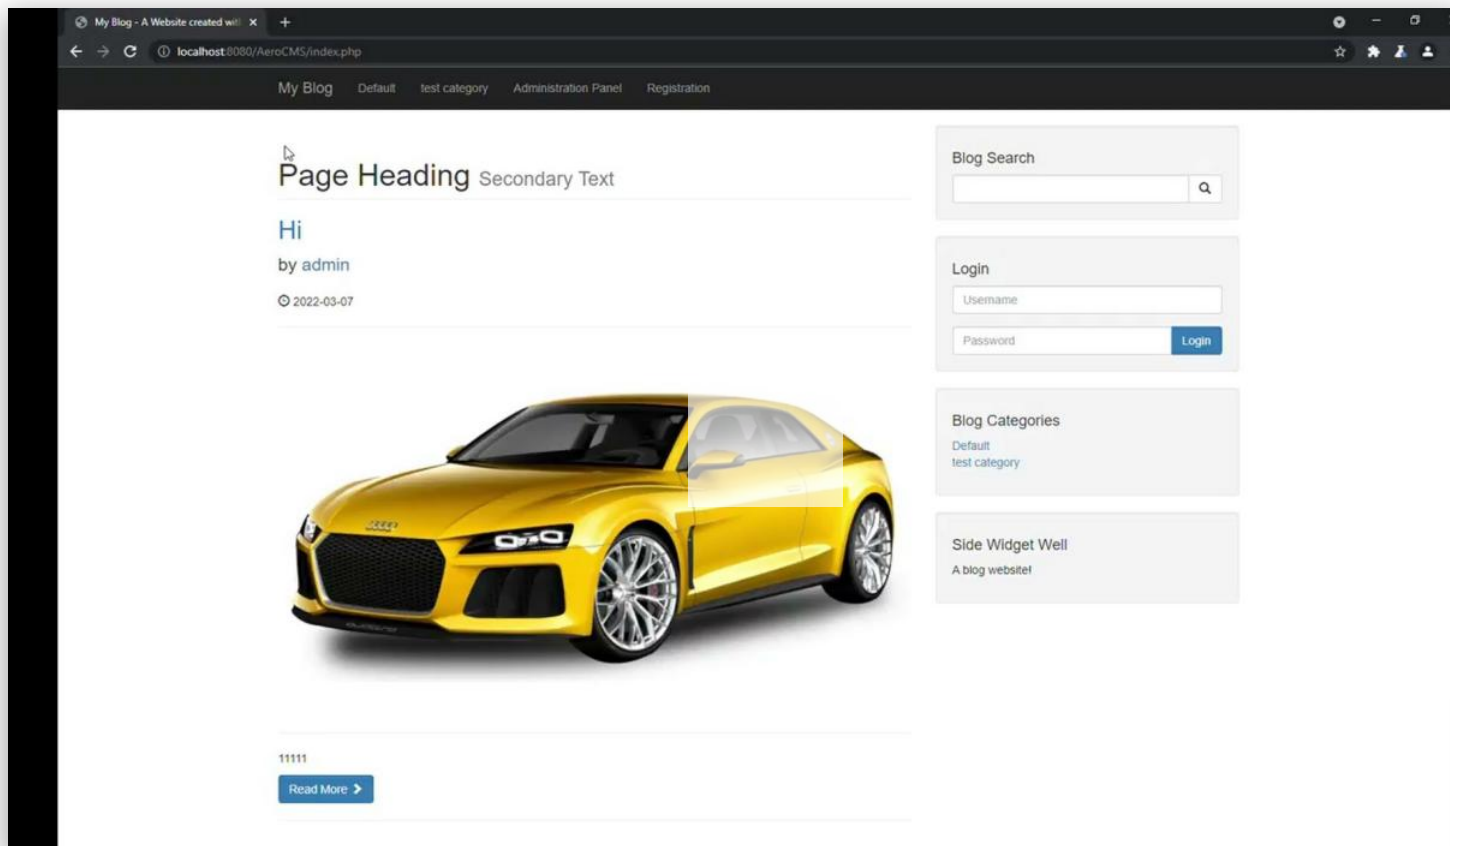 My Blog - A Website created wit
localhost:8080/AeroCMS/index.php
My Blog Default test category Administration Panel Registration
Page Heading Secondary Text
Hi
by admin
2022-03-07
11111
Read More
Blog Search
Login
Username
Password Login
Blog Categories
Default
test category
Side Widget Well
A blog website!